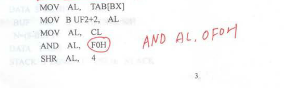 MOV AL, TAB[BX]
MOV B UF2+2, AL
MOV AL, CL
AND AL, F0H
SHR AL, 4
AND AL, 0F0H
3